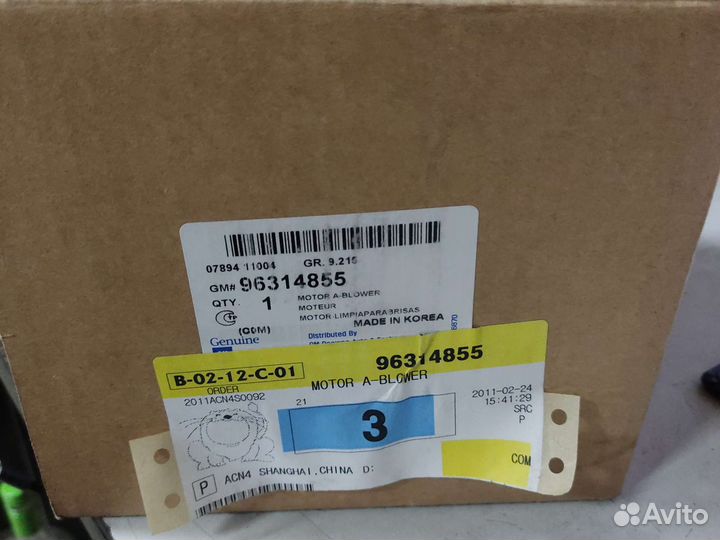 07894 11004 GR. 9.215
GM# 96314855
QTY. 1 MOTOR A-BLOWER
MOTEUR
MOTOR-LIMPIAPARABRISAS
MADE IN KOREA
(GDM)
Genuine
Distributed By
B-02-12-C-01
96314855
ORDER
MOTOR A-BLOWER
2011ACN4S0092
21
2011-02-24
15:41:29
SRC
P
3
COM
P ACN4 SHANGHAI,CHINA D:
Avito